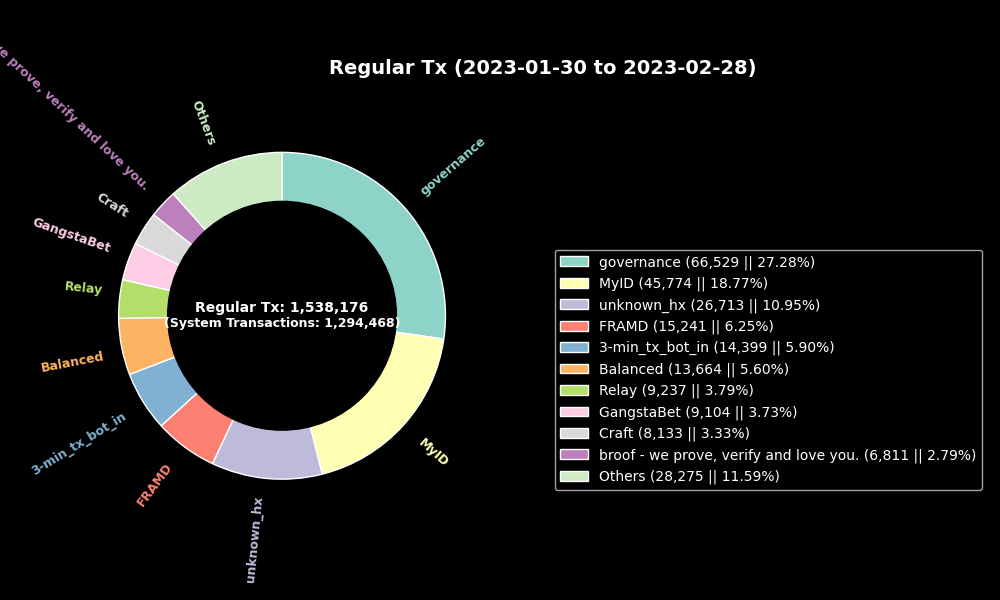 Regular Tx (2023-01-30 to 2023-02-28)
ve prove, verify and love you.
Others
governance
Craft
GangstaBet
Relay
Balanced
3-min_tx_bot_in
FRAMD
unknown_hx
MyID
Regular Tx: 1,538,176
(System Transactions: 1,294,468)
governance (66,529 || 27.28%)
MyID (45,774 || 18.77%)
unknown_hx (26,713 || 10.95%)
FRAMD (15,241 || 6.25%)
3-min_tx_bot_in (14,399 || 5.90%)
Balanced (13,664 || 5.60%)
Relay (9,237 || 3.79%)
GangstaBet (9,104 || 3.73%)
Craft (8,133 || 3.33%)
broof - we prove, verify and love you. (6,811 || 2.79%)
Others (28,275 || 11.59%)